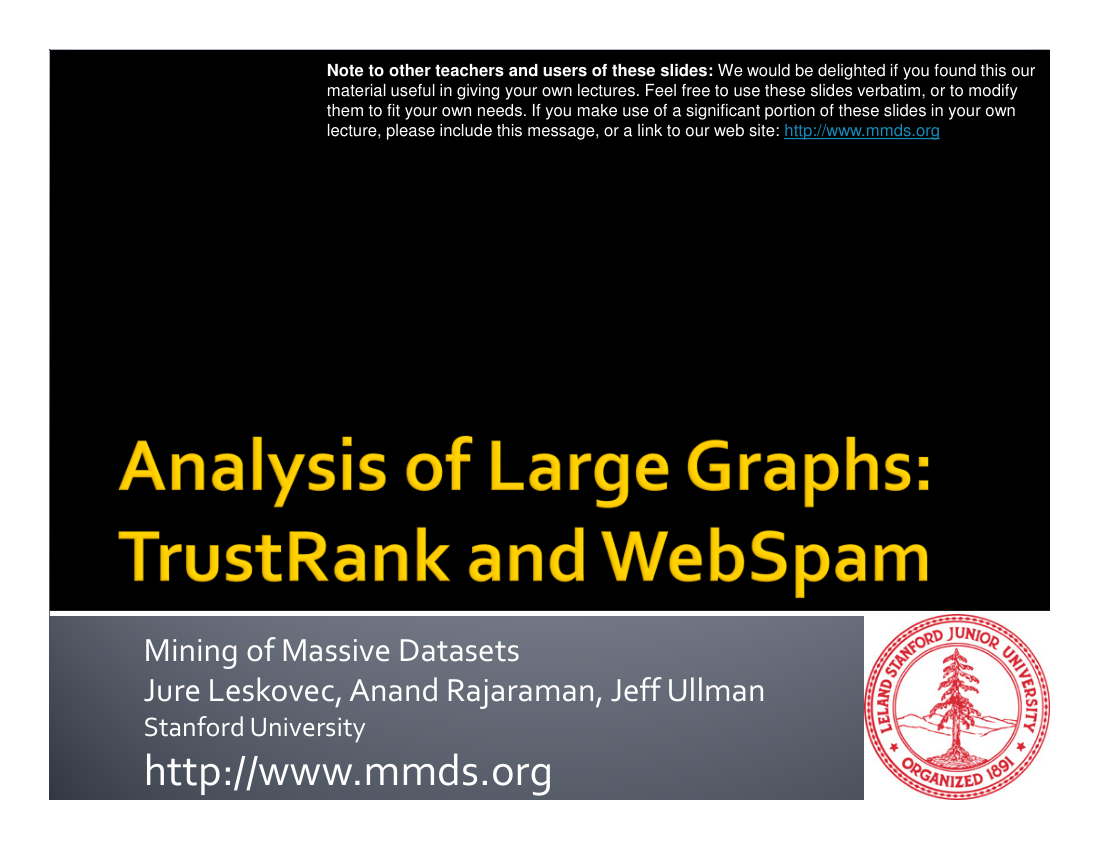 Note to other teachers and users of these slides: We would be delighted if you found this our
material useful in giving your own lectures. Feel free to use these slides verbatim, or to modify
them to fit your own needs. If you make use of a significant portion of these slides in your own
lecture, please include this message, or a link to our web site: http://www.mmds.org
Analysis of Large Graphs:
TrustRank and WebSpam
Mining of Massive Datasets
Jure Leskovec, Anand Rajaraman, Jeff Ullman
Stanford University
http://www.mmds.org
LELAND STANFORD JUNIOR UNIVERSITY
ORGANIZED 1891